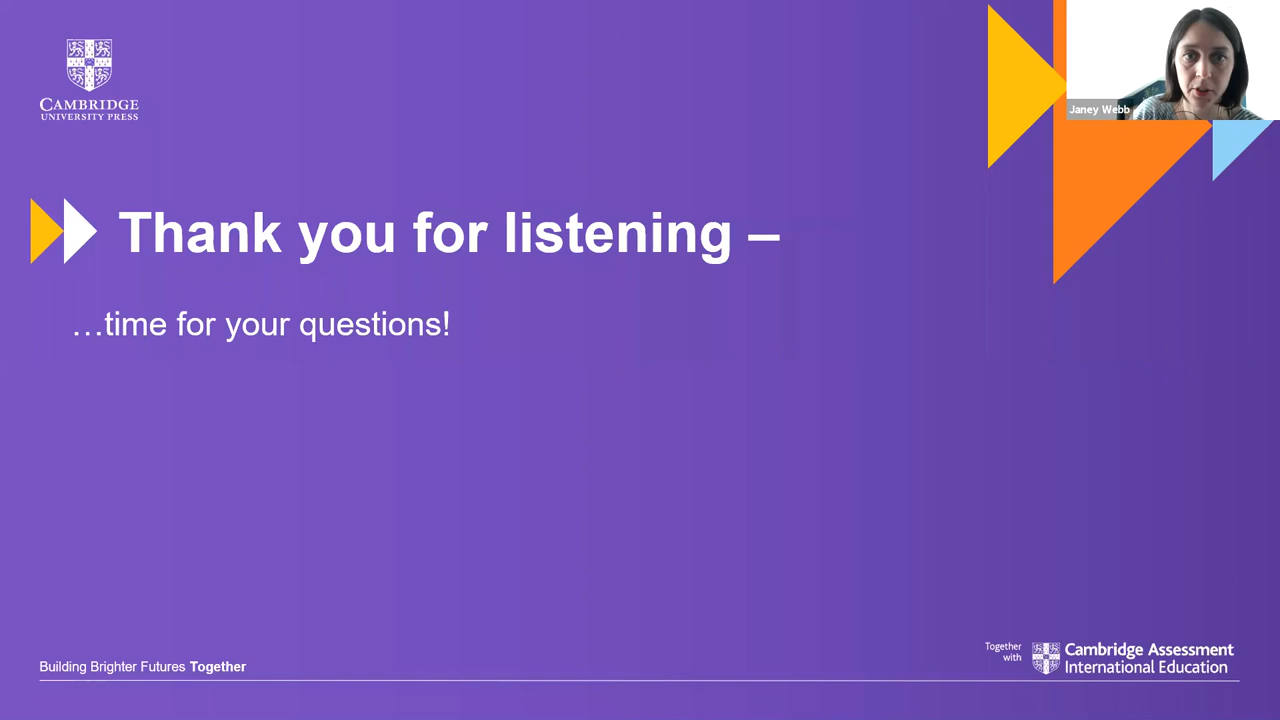 CAMBRIDGE
UNIVERSITY PRESS
Janey Webb
Thank you for listening –
…time for your questions!
Building Brighter Futures Together
Together
with
Cambridge Assessment
International Education